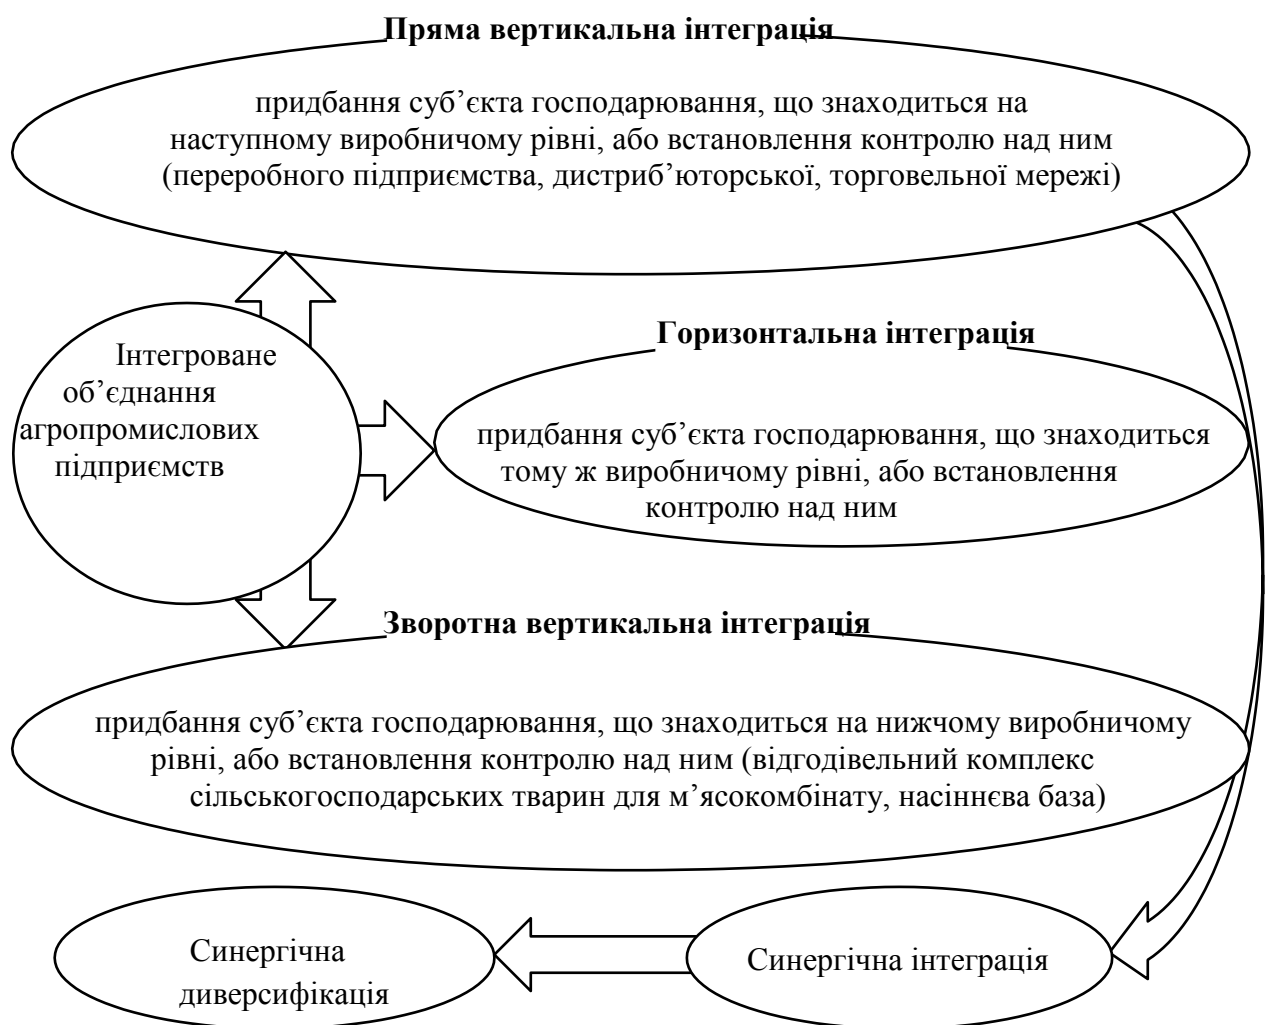 Пряма вертикальна інтеграція
придбання суб’єкта господарювання, що знаходиться на
наступному виробничому рівні, або встановлення контролю над ним
(переробного підприємства, дистриб’юторської, торговельної мережі)
Інтегроване
об’єднання
агропромислових
підприємств
Горизонтальна інтеграція
придбання суб’єкта господарювання, що знаходиться
тому ж виробничому рівні, або встановлення
контролю над ним
Зворотна вертикальна інтеграція
придбання суб’єкта господарювання, що знаходиться на нижчому виробничому
рівні, або встановлення контролю над ним (відгодівельний комплекс
сільськогосподарських тварин для м’ясокомбінату, насіннєва база)
Синергічна
диверсифікація
Синергічна інтеграція